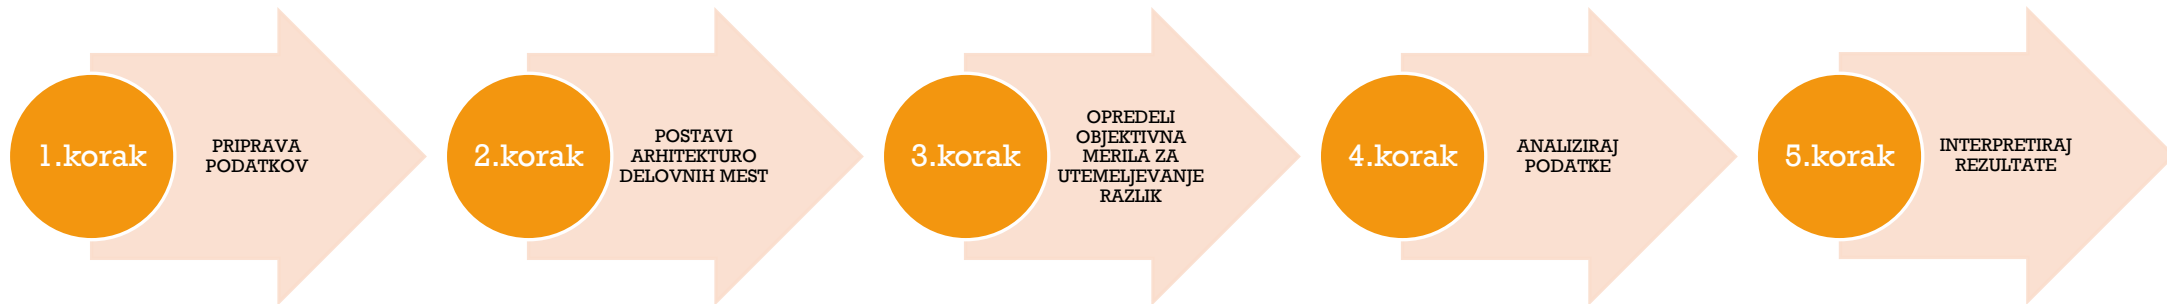 1.korak
PRIPRAVA
PODATKOV
2.korak
POSTAVI
ARHITEKTURO
DELOVNIH MEST
3.korak
OPREDELI
OBJEKTIVNA
MERILA ZA
UTEMELJEVANJE
RAZLIK
4.korak
ANALIZIRAJ
PODATKE
5.korak
INTERPRETIRAJ
REZULTATE